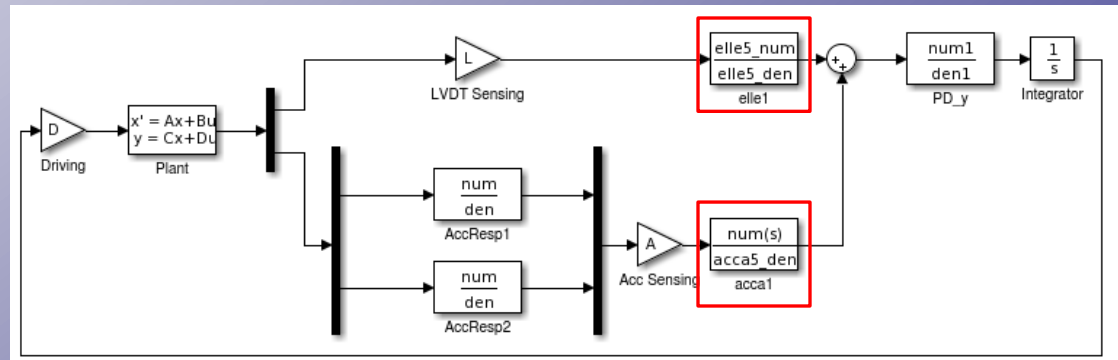 L
LVDT Sensing
elle5_num
elle5_den
elle1
++
num1
den1
PD_y
1
s
Integrator
D
Driving
x' = Ax+Bu
y = Cx+Du
Plant
num
den
AccResp1
num
den
AccResp2
A
Acc Sensing
num(s)
acca5_den
acca1